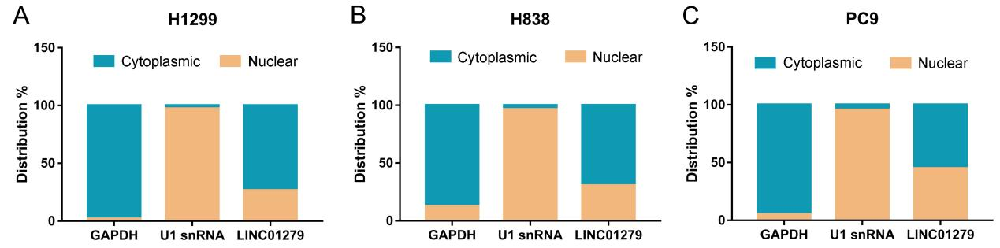 A
H1299
150
100
50
0
Distribution %
Cytoplasmic
Nuclear
GAPDH
U1 snRNA
LINC01279
B
H838
150
100
50
0
Distribution %
Cytoplasmic
Nuclear
GAPDH
U1 snRNA
LINC01279
C
PC9
150
100
50
0
Distribution %
Cytoplasmic
Nuclear
GAPDH
U1 snRNA
LINC01279